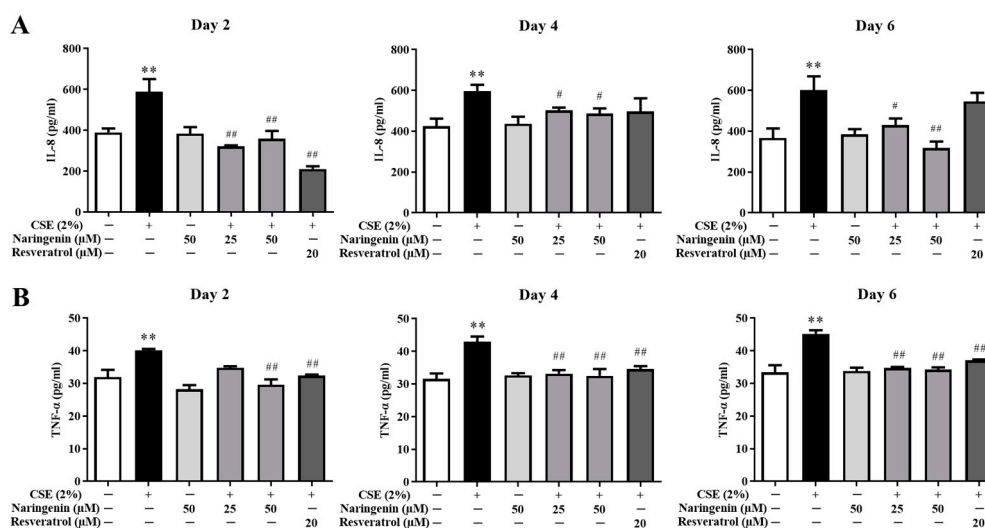 A
Day 2
Day 4
Day 6
IL-8 (pg/ml)
800
600
400
200
0
**
##
##
##
CSE (2%) – + – + + +
Naringenin (μM) – – 50 25 50 –
Resveratrol (μM) – – – – – 20
IL-8 (pg/ml)
800
600
400
200
0
**
#
#
CSE (2%) – + – + + +
Naringenin (μM) – – 50 25 50 –
Resveratrol (μM) – – – – – 20
IL-8 (pg/ml)
800
600
400
200
0
**
#
##
CSE (2%) – + – + + +
Naringenin (μM) – – 50 25 50 –
Resveratrol (μM) – – – – – 20
B
Day 2
Day 4
Day 6
TNF-α (pg/ml)
50
40
30
20
10
0
**
##
##
CSE (2%) – + – + + +
Naringenin (μM) – – 50 25 50 –
Resveratrol (μM) – – – – – 20
TNF-α (pg/ml)
50
40
30
20
10
0
**
##
##
##
CSE (2%) – + – + + +
Naringenin (μM) – – 50 25 50 –
Resveratrol (μM) – – – – – 20
TNF-α (pg/ml)
50
40
30
20
10
0
**
##
##
##
CSE (2%) – + – + + +
Naringenin (μM) – – 50 25 50 –
Resveratrol (μM) – – – – – 20